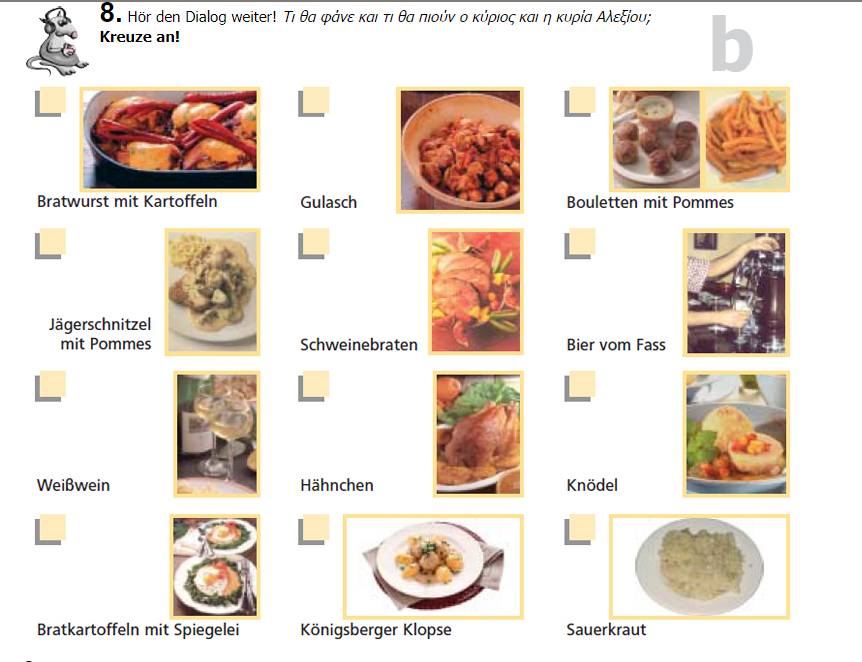 8. Hör den Dialog weiter! Τι θα φάνε και τι θα πιούν ο κύριος και η κυρία Αλεξίου;
Kreuze an!
b
Bratwurst mit Kartoffeln
Gulasch
Bouletten mit Pommes
Jägerschnitzel
mit Pommes
Schweinebraten
Bier vom Fass
Weißwein
Hähnchen
Knödel
Bratkartoffeln mit Spiegelei
Königsberger Klopse
Sauerkraut